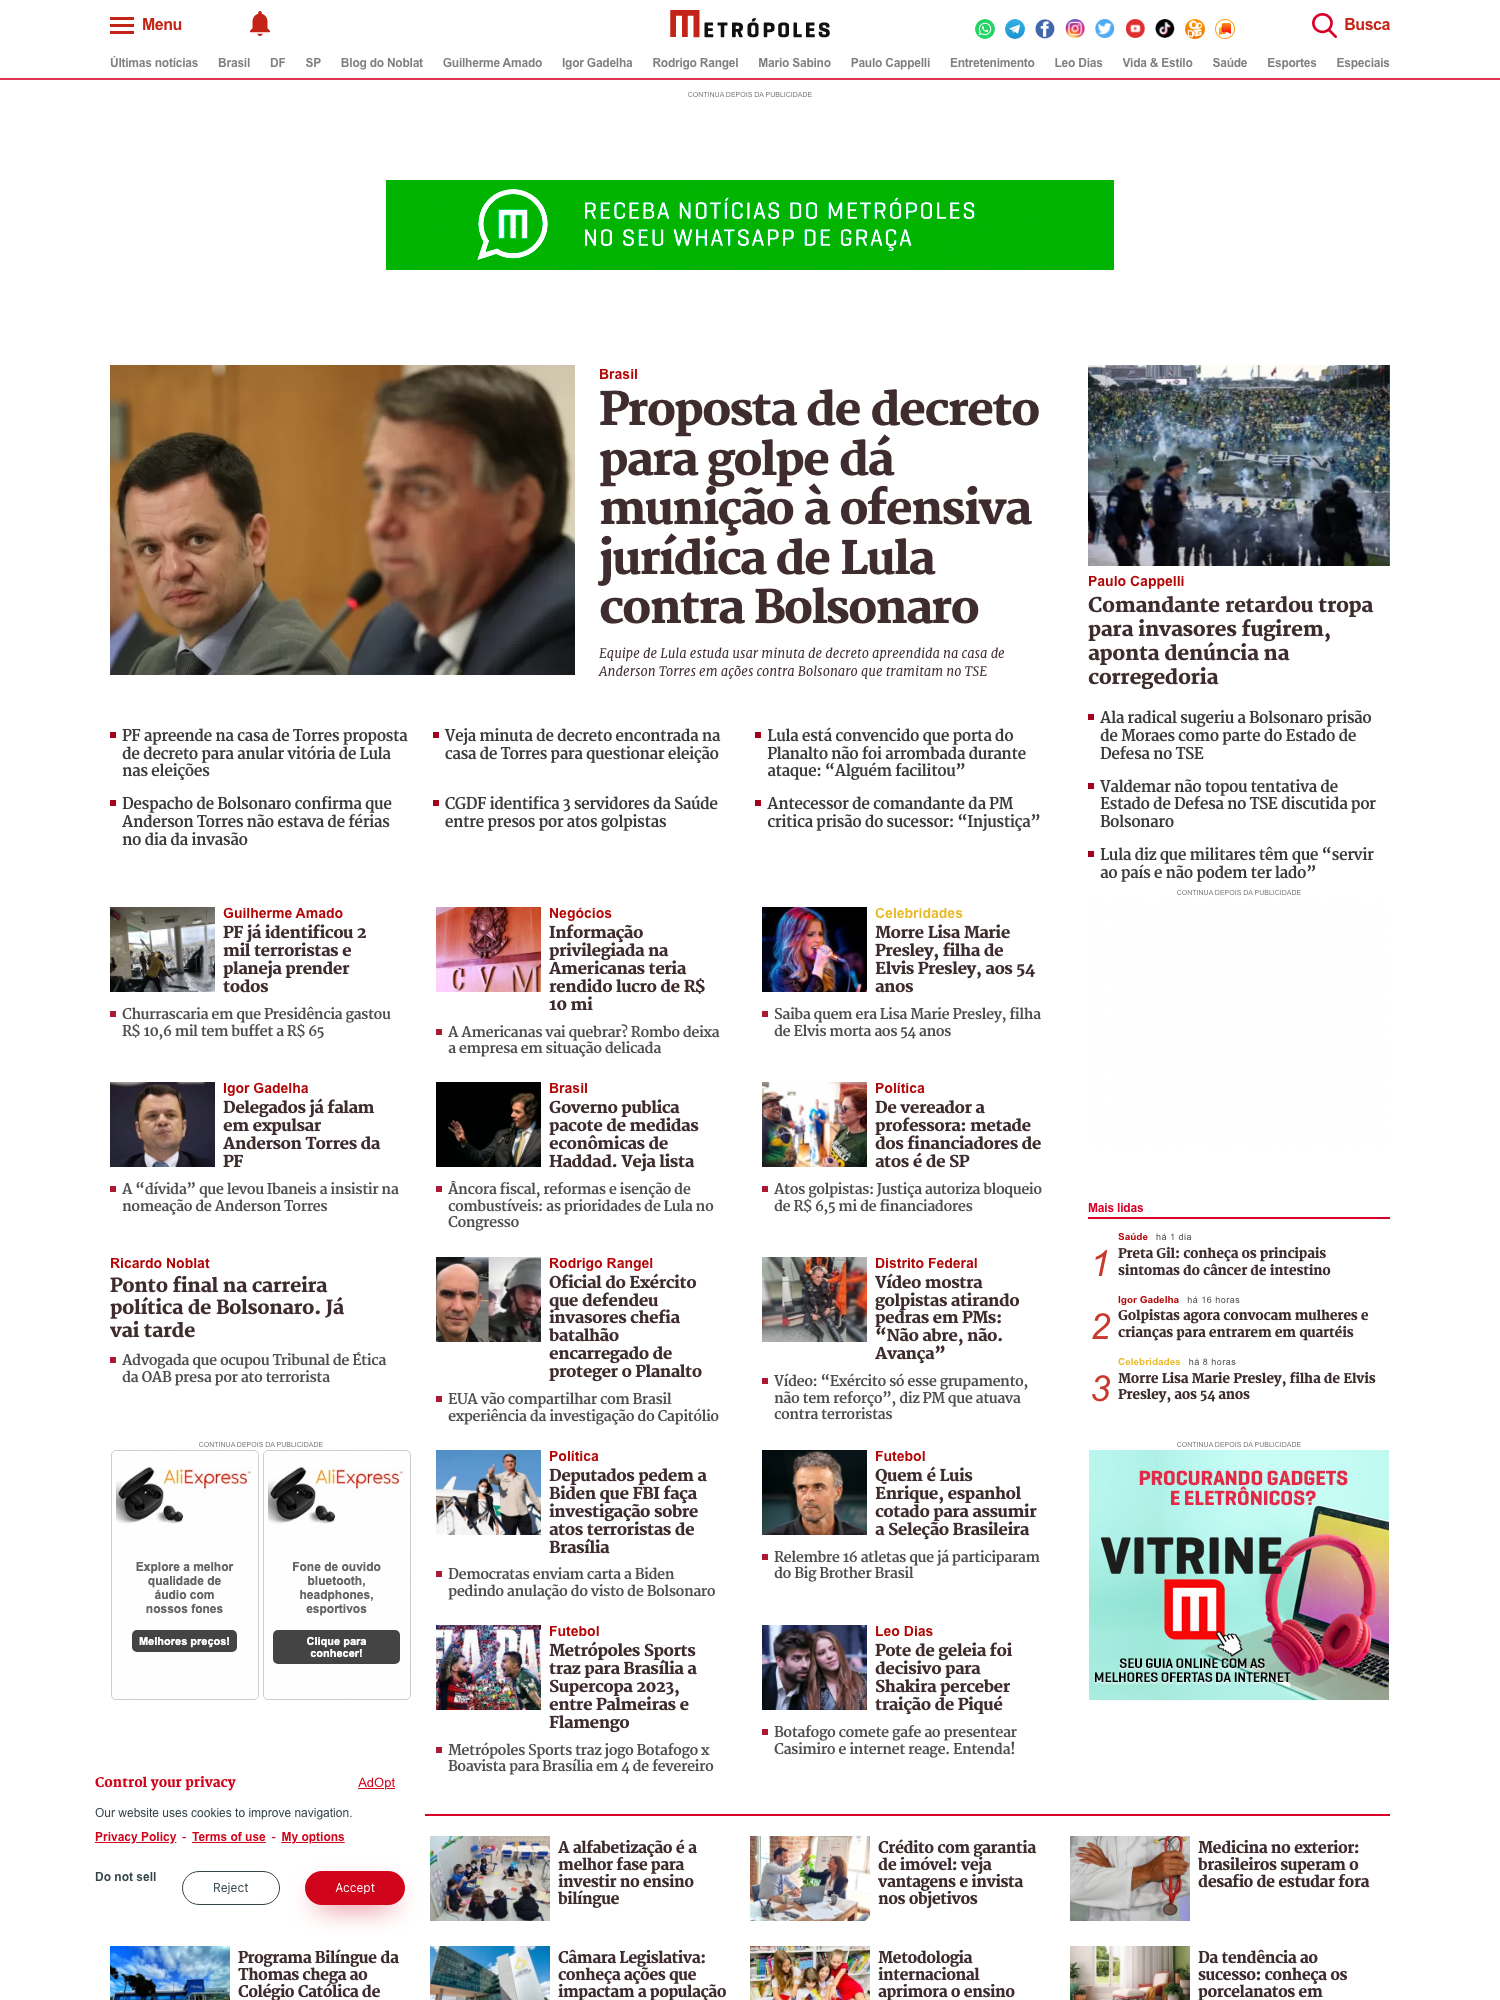 Menu
METRÓPOLES
Busca
Últimas notícias Brasil DF SP Blog do Noblat Guilherme Amado Igor Gadelha Rodrigo Rangel Mario Sabino Paulo Cappelli Entretenimento Leo Dias Vida & Estilo Saúde Esportes Especiais
CONTINUA DEPOIS DA PUBLICIDADE
RECEBA NOTÍCIAS DO METRÓPOLES
NO SEU WHATSAPP DE GRAÇA
Brasil
Proposta de decreto
para golpe dá
munição à ofensiva
jurídica de Lula
contra Bolsonaro
Equipe de Lula estuda usar minuta de decreto apreendida na casa de
Anderson Torres em ações contra Bolsonaro que tramitam no TSE
Paulo Cappelli
Comandante retardou tropa
para invasores fugirem,
aponta denúncia na
corregedoria
PF apreende na casa de Torres proposta
de decreto para anular vitória de Lula
nas eleições
Veja minuta de decreto encontrada na
casa de Torres para questionar eleição
Lula está convencido que porta do
Planalto não foi arrombada durante
ataque: “Alguém facilitou”
Despacho de Bolsonaro confirma que
Anderson Torres não estava de férias
no dia da invasão
CGDF identifica 3 servidores da Saúde
entre presos por atos golpistas
Antecessor de comandante da PM
critica prisão do sucessor: “Injustiça”
Ala radical sugeriu a Bolsonaro prisão
de Moraes como parte do Estado de
Defesa no TSE
Valdemar não topou tentativa de
Estado de Defesa no TSE discutida por
Bolsonaro
Lula diz que militares têm que “servir
ao país e não podem ter lado”
CONTINUA DEPOIS DA PUBLICIDADE
Guilherme Amado
PF já identificou 2
mil terroristas e
planeja prender
todos
Churrascaria em que Presidência gastou
R$ 10,6 mil tem buffet a R$ 65
CVM
Negócios
Informação
privilegiada na
Americanas teria
rendido lucro de R$
10 mi
A Americanas vai quebrar? Rombo deixa
a empresa em situação delicada
Celebridades
Morre Lisa Marie
Presley, filha de
Elvis Presley, aos 54
anos
Saiba quem era Lisa Marie Presley, filha
de Elvis morta aos 54 anos
Igor Gadelha
Delegados já falam
em expulsar
Anderson Torres da
PF
A “dívida” que levou Ibaneis a insistir na
nomeação de Anderson Torres
Brasil
Governo publica
pacote de medidas
econômicas de
Haddad. Veja lista
Âncora fiscal, reformas e isenção de
combustíveis: as prioridades de Lula no
Congresso
Política
De vereador a
professora: metade
dos financiadores de
atos é de SP
Atos golpistas: Justiça autoriza bloqueio
de R$ 6,5 mi de financiadores
Mais lidas
Saúde há 1 dia
1 Preta Gil: conheça os principais
sintomas do câncer de intestino
Igor Gadelha há 16 horas
2 Golpistas agora convocam mulheres e
crianças para entrarem em quartéis
Celebridades há 8 horas
3 Morre Lisa Marie Presley, filha de Elvis
Presley, aos 54 anos
Ricardo Noblat
Ponto final na carreira
política de Bolsonaro. Já
vai tarde
Advogada que ocupou Tribunal de Ética
da OAB presa por ato terrorista
Rodrigo Rangel
Oficial do Exército
que defendeu
invasores chefia
batalhão
encarregado de
proteger o Planalto
EUA vão compartilhar com Brasil
experiência da investigação do Capitólio
Distrito Federal
Vídeo mostra
golpistas atirando
pedras em PMs:
“Não abre, não.
Avança”
Vídeo: “Exército só esse grupamento,
não tem reforço”, diz PM que atuava
contra terroristas
CONTINUA DEPOIS DA PUBLICIDADE
AliExpress
Explore a melhor
qualidade de
áudio com
nossos fones
Melhores preços!
AliExpress
Fone de ouvido
bluetooth,
headphones,
esportivos
Clique para
conhecer!
Política
Deputados pedem a
Biden que FBI faça
investigação sobre
atos terroristas de
Brasília
Democratas enviam carta a Biden
pedindo anulação do visto de Bolsonaro
Futebol
Quem é Luis
Enrique, espanhol
cotado para assumir
a Seleção Brasileira
Relembre 16 atletas que já participaram
do Big Brother Brasil
CONTINUA DEPOIS DA PUBLICIDADE
PROCURANDO GADGETS
E ELETRÔNICOS?
VITRINE
SEU GUIA ONLINE COM AS
MELHORES OFERTAS DA INTERNET
Futebol
Metrópoles Sports
traz para Brasília a
Supercopa 2023,
entre Palmeiras e
Flamengo
Metrópoles Sports traz jogo Botafogo x
Boavista para Brasília em 4 de fevereiro
Leo Dias
Pote de geleia foi
decisivo para
Shakira perceber
traição de Piqué
Botafogo comete gafe ao presentear
Casimiro e internet reage. Entenda!
Control your privacy
AdOpt
Our website uses cookies to improve navigation.
Privacy Policy - Terms of use - My options
Do not sell
Reject
Accept
A alfabetização é a
melhor fase para
investir no ensino
bilíngue
Crédito com garantia
de imóvel: veja
vantagens e invista
nos objetivos
Medicina no exterior:
brasileiros superam o
desafio de estudar fora
Programa Bilíngue da
Thomas chega ao
Colégio Católica de
Câmara Legislativa:
conheça ações que
impactam a população
Metodologia
internacional
aprimora o ensino
Da tendência ao
sucesso: conheça os
porcelanatos em